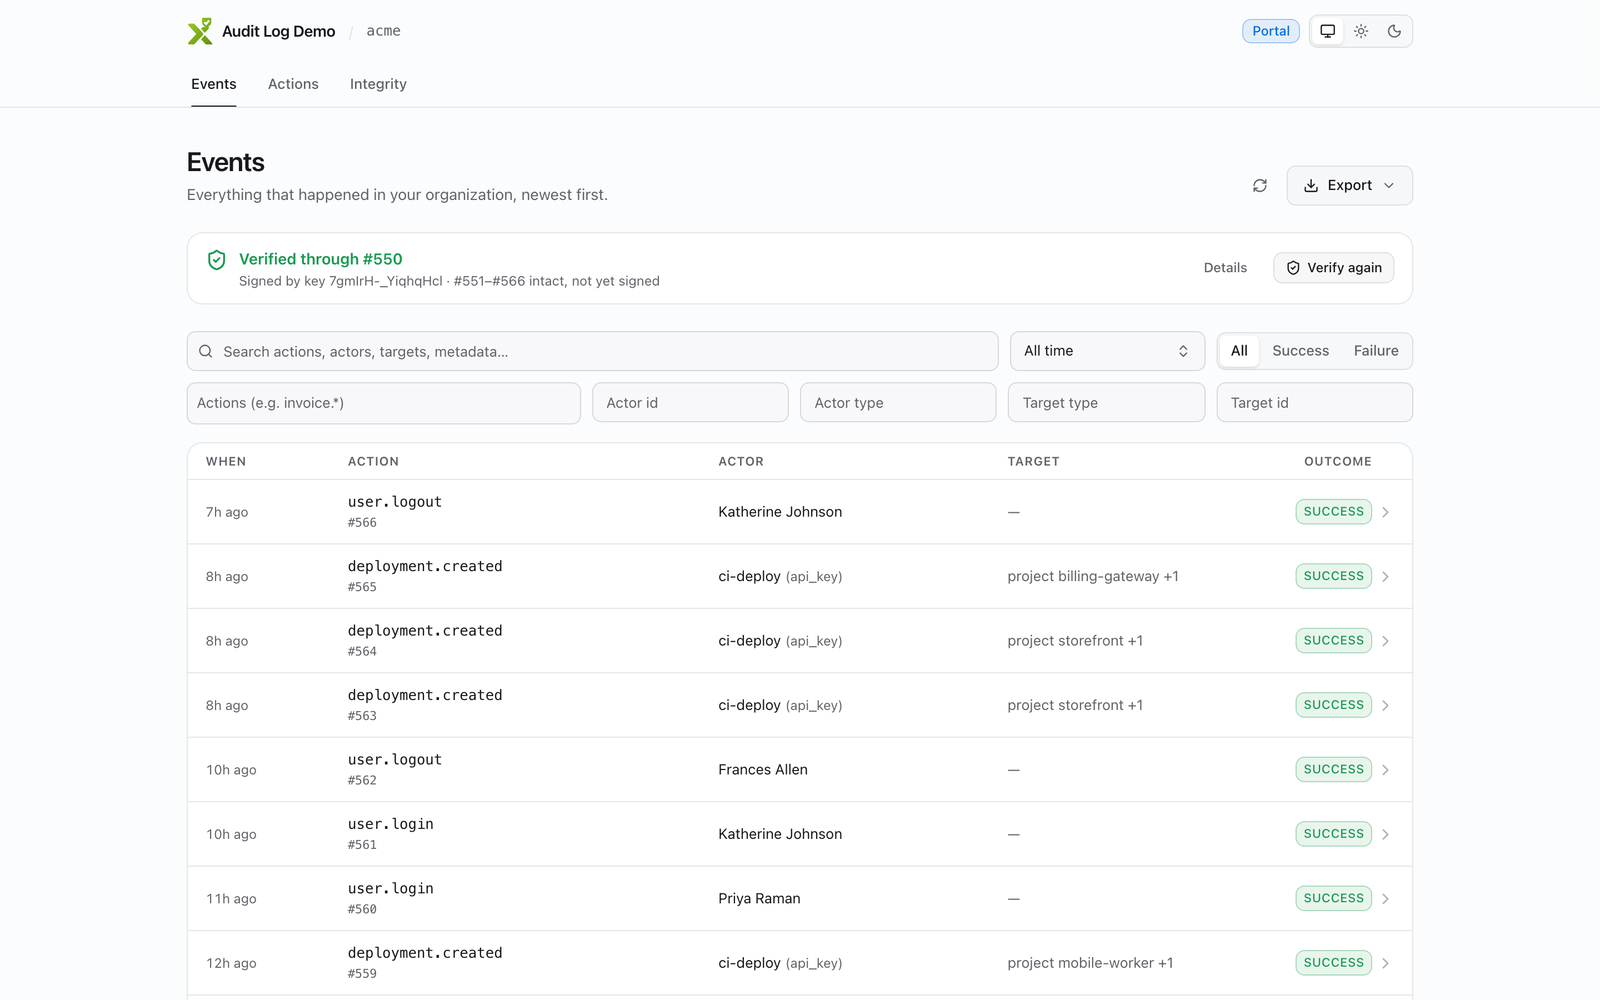 Audit Log Demo / acme
Portal
Events Actions Integrity
Events
Everything that happened in your organization, newest first.
Export
Verified through #550
Signed by key 7gmIrH-_YiqhqHcI · #551–#566 intact, not yet signed
Details
Verify again
Search actions, actors, targets, metadata...
All time
All Success Failure
Actions (e.g. invoice.*)
Actor id
Actor type
Target type
Target id
WHEN ACTION ACTOR TARGET OUTCOME
7h ago user.logout Katherine Johnson — SUCCESS
#566
8h ago deployment.created ci-deploy (api_key) project billing-gateway +1 SUCCESS
#565
8h ago deployment.created ci-deploy (api_key) project storefront +1 SUCCESS
#564
8h ago deployment.created ci-deploy (api_key) project storefront +1 SUCCESS
#563
10h ago user.logout Frances Allen — SUCCESS
#562
10h ago user.login Katherine Johnson — SUCCESS
#561
11h ago user.login Priya Raman — SUCCESS
#560
12h ago deployment.created ci-deploy (api_key) project mobile-worker +1 SUCCESS
#559